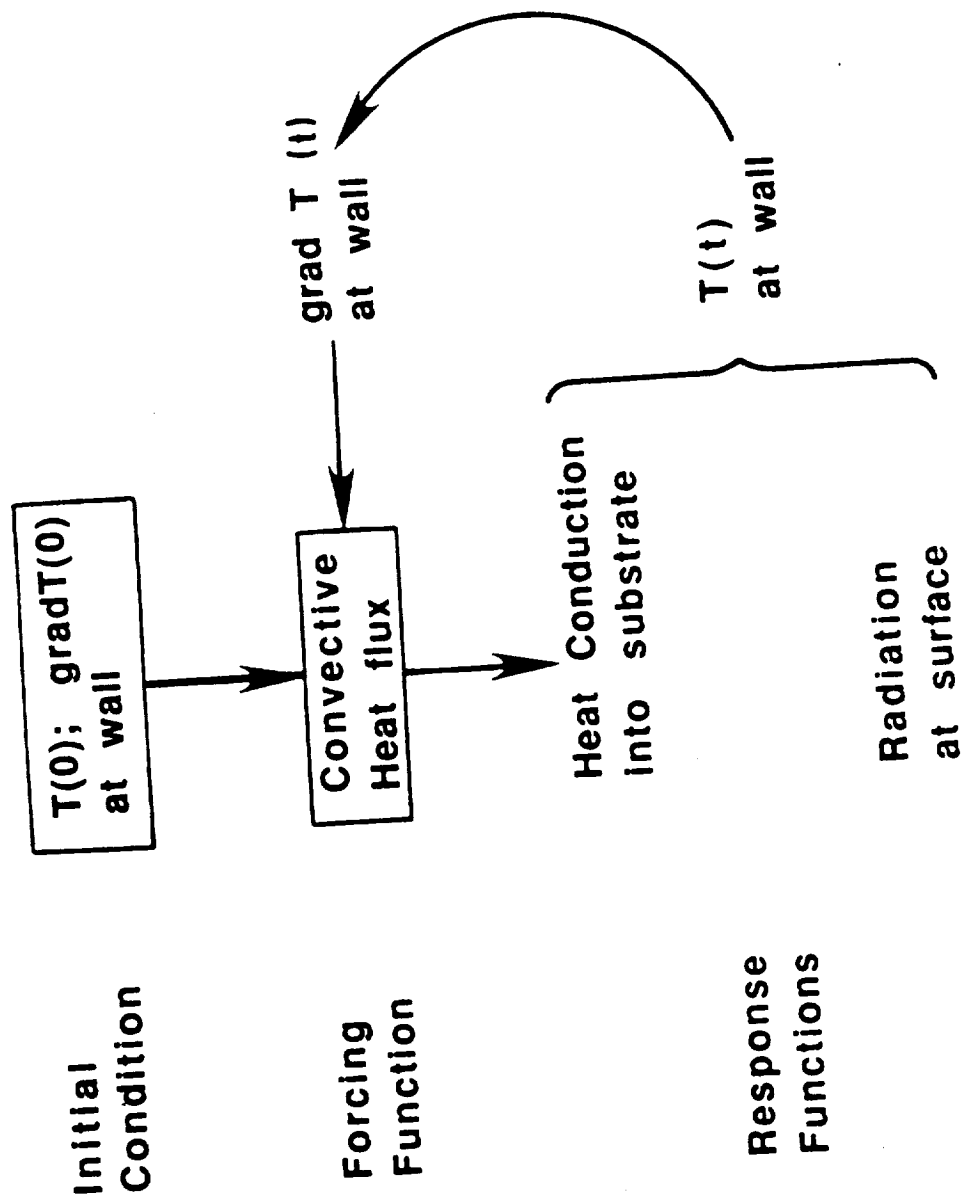 Initial
Condition
T(0); gradT(0)
at wall
Forcing
Function
Convective
Heat flux
grad T (t)
at wall
Response
Functions
Heat Conduction
into substrate
Radiation
at surface
T(t)
at wall